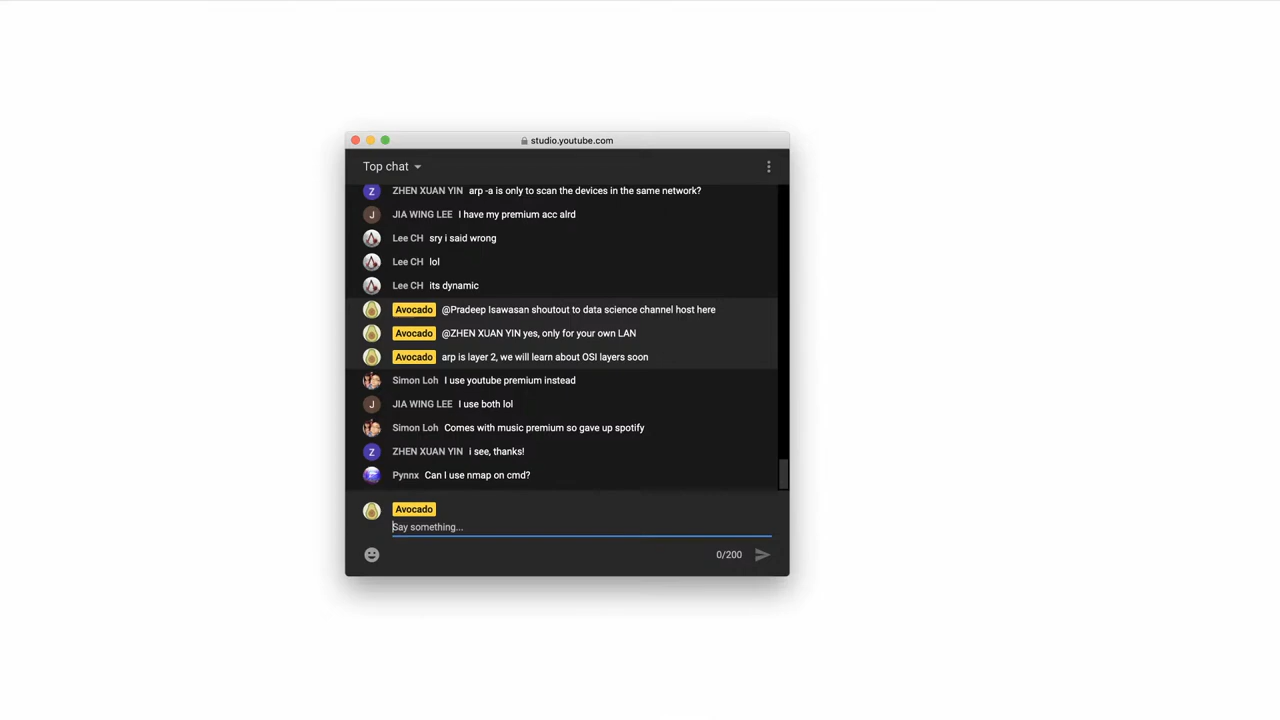 studio.youtube.com
Top chat
ZHEN XUAN YIN arp -a is only to scan the devices in the same network?
JIA WING LEE I have my premium acc alrd
Lee CH sry i said wrong
Lee CH lol
Lee CH its dynamic
Avocado @Pradeep Isawasan shoutout to data science channel host here
Avocado @ZHEN XUAN YIN yes, only for your own LAN
Avocado arp is layer 2, we will learn about OSI layers soon
Simon Loh I use youtube premium instead
J JIA WING LEE I use both lol
Simon Loh Comes with music premium so gave up spotify
Z ZHEN XUAN YIN i see, thanks!
Pynnx Can I use nmap on cmd?
Avocado
Say something...
0/200